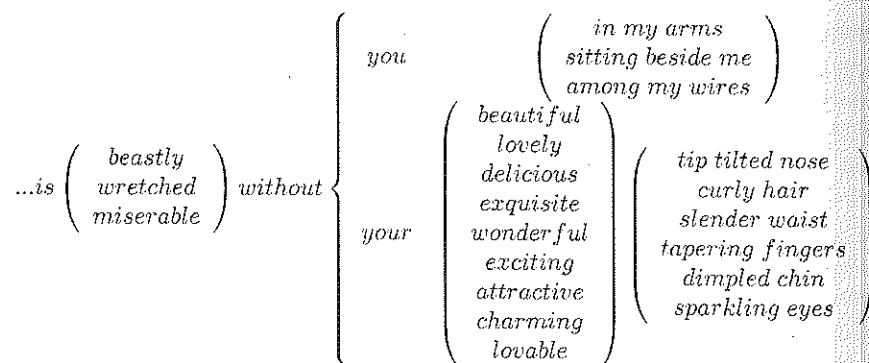 in my arms
you sitting beside me
among my wires
beautiful
lovely
beastly delicious tip tilted nose
...is wretched without exquisite curly hair
miserable your wonderful slender waist
exciting tapering fingers
attractive dimpled chin
charming sparkling eyes
lovable